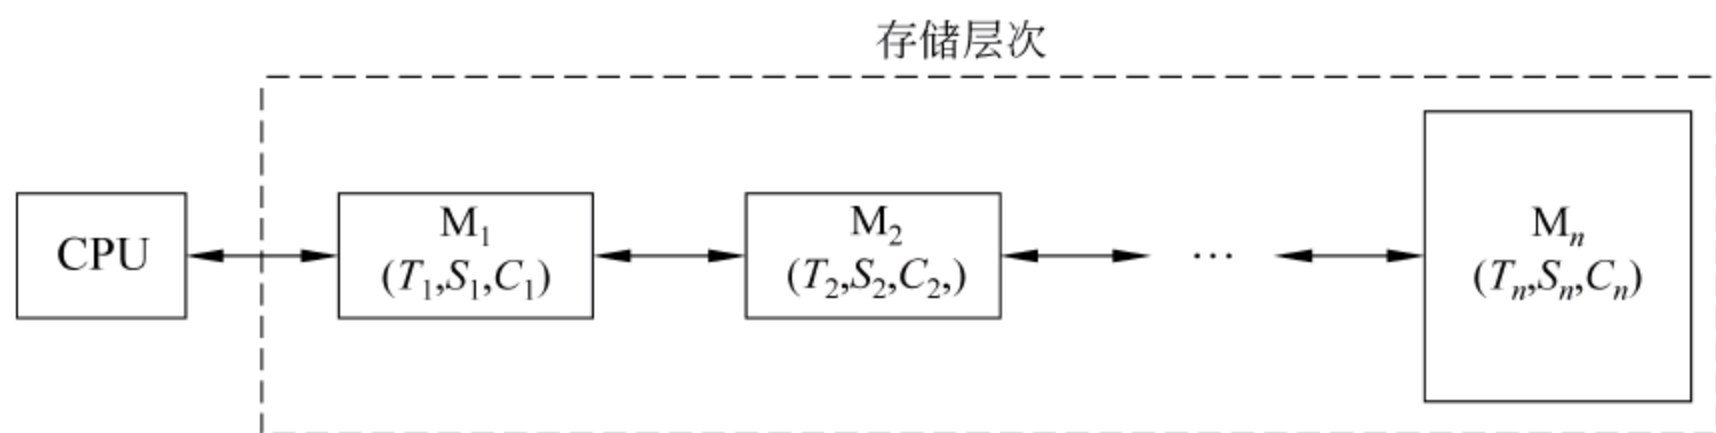 存储层次
CPU
M₁
(T₁,S₁,C₁)
M₂
(T₂,S₂,C₂,)
…
Mₙ
(Tₙ,Sₙ,Cₙ)